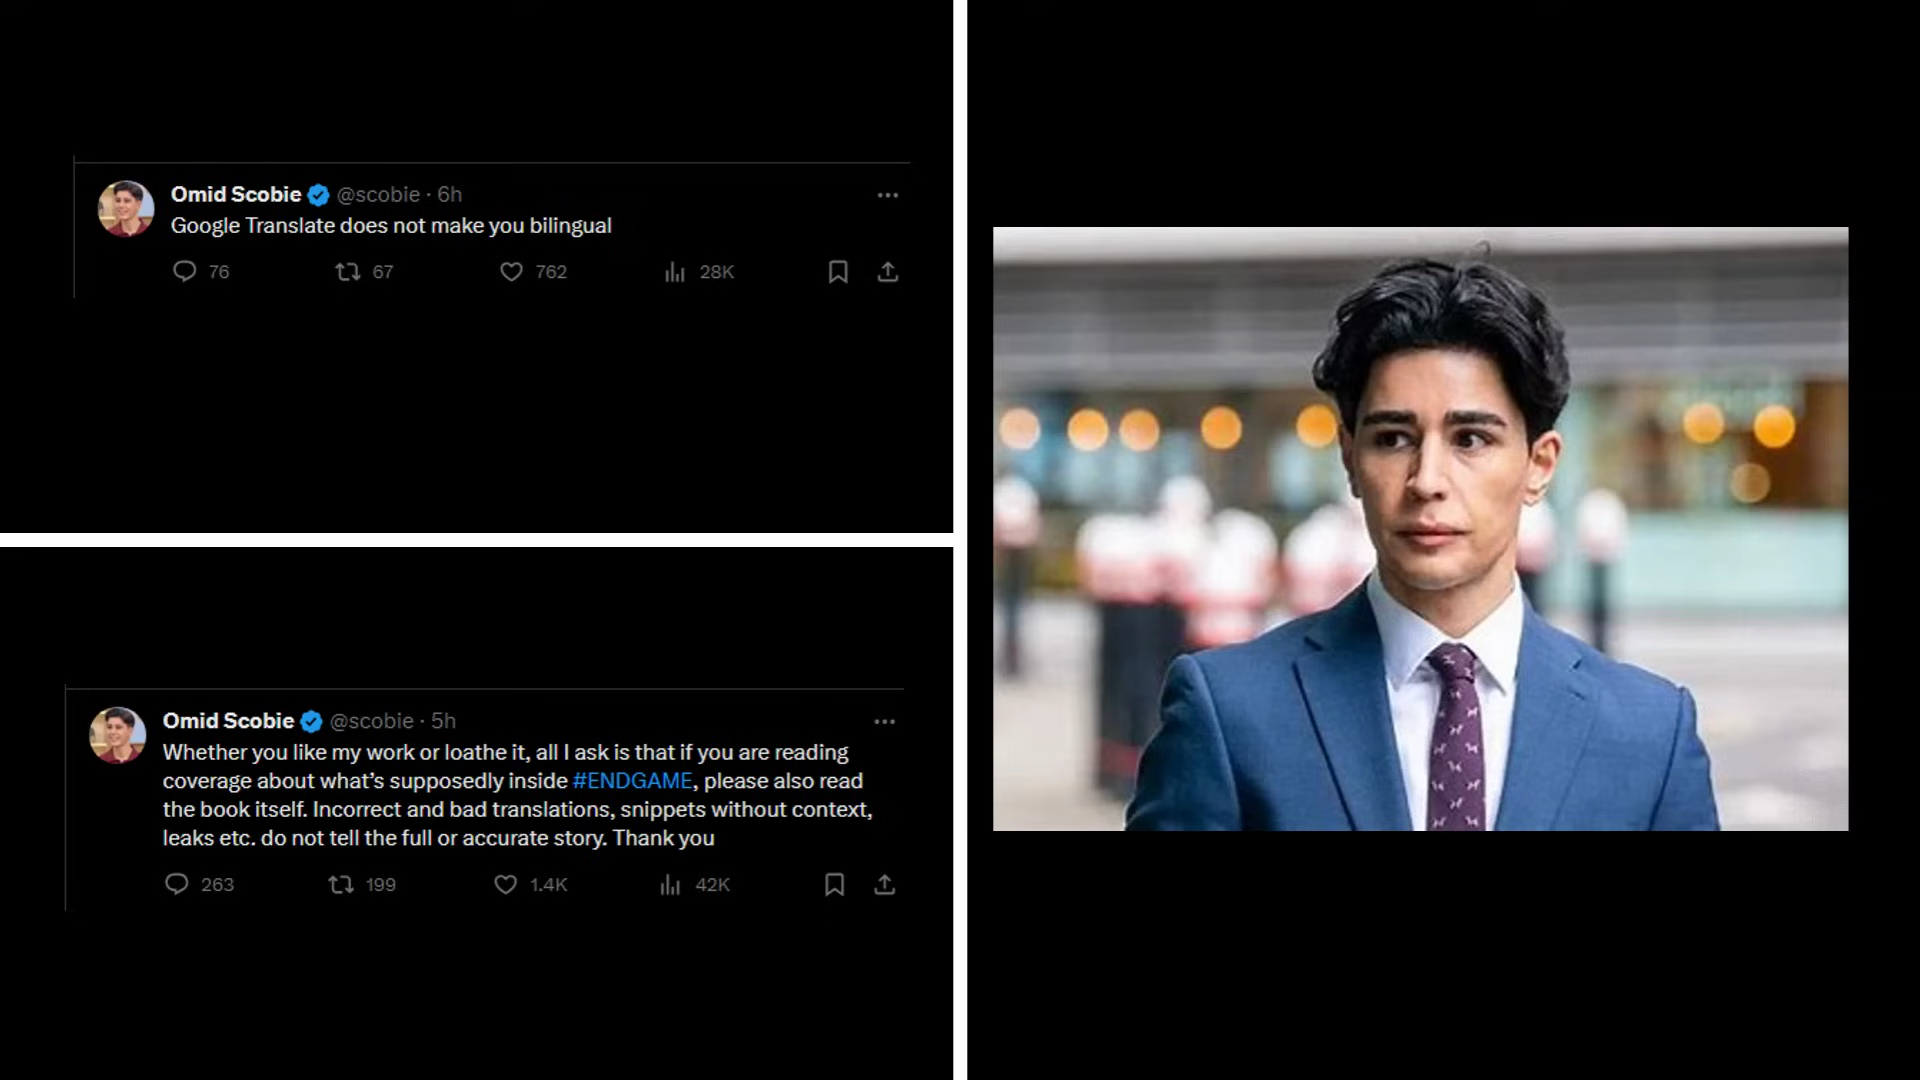 Omid Scobie @scobie · 6h
Google Translate does not make you bilingual
76 67 762 28K
Omid Scobie @scobie · 5h
Whether you like my work or loathe it, all I ask is that if you are reading
coverage about what's supposedly inside #ENDGAME, please also read
the book itself. Incorrect and bad translations, snippets without context,
leaks etc. do not tell the full or accurate story. Thank you
263 199 1.4K 42K